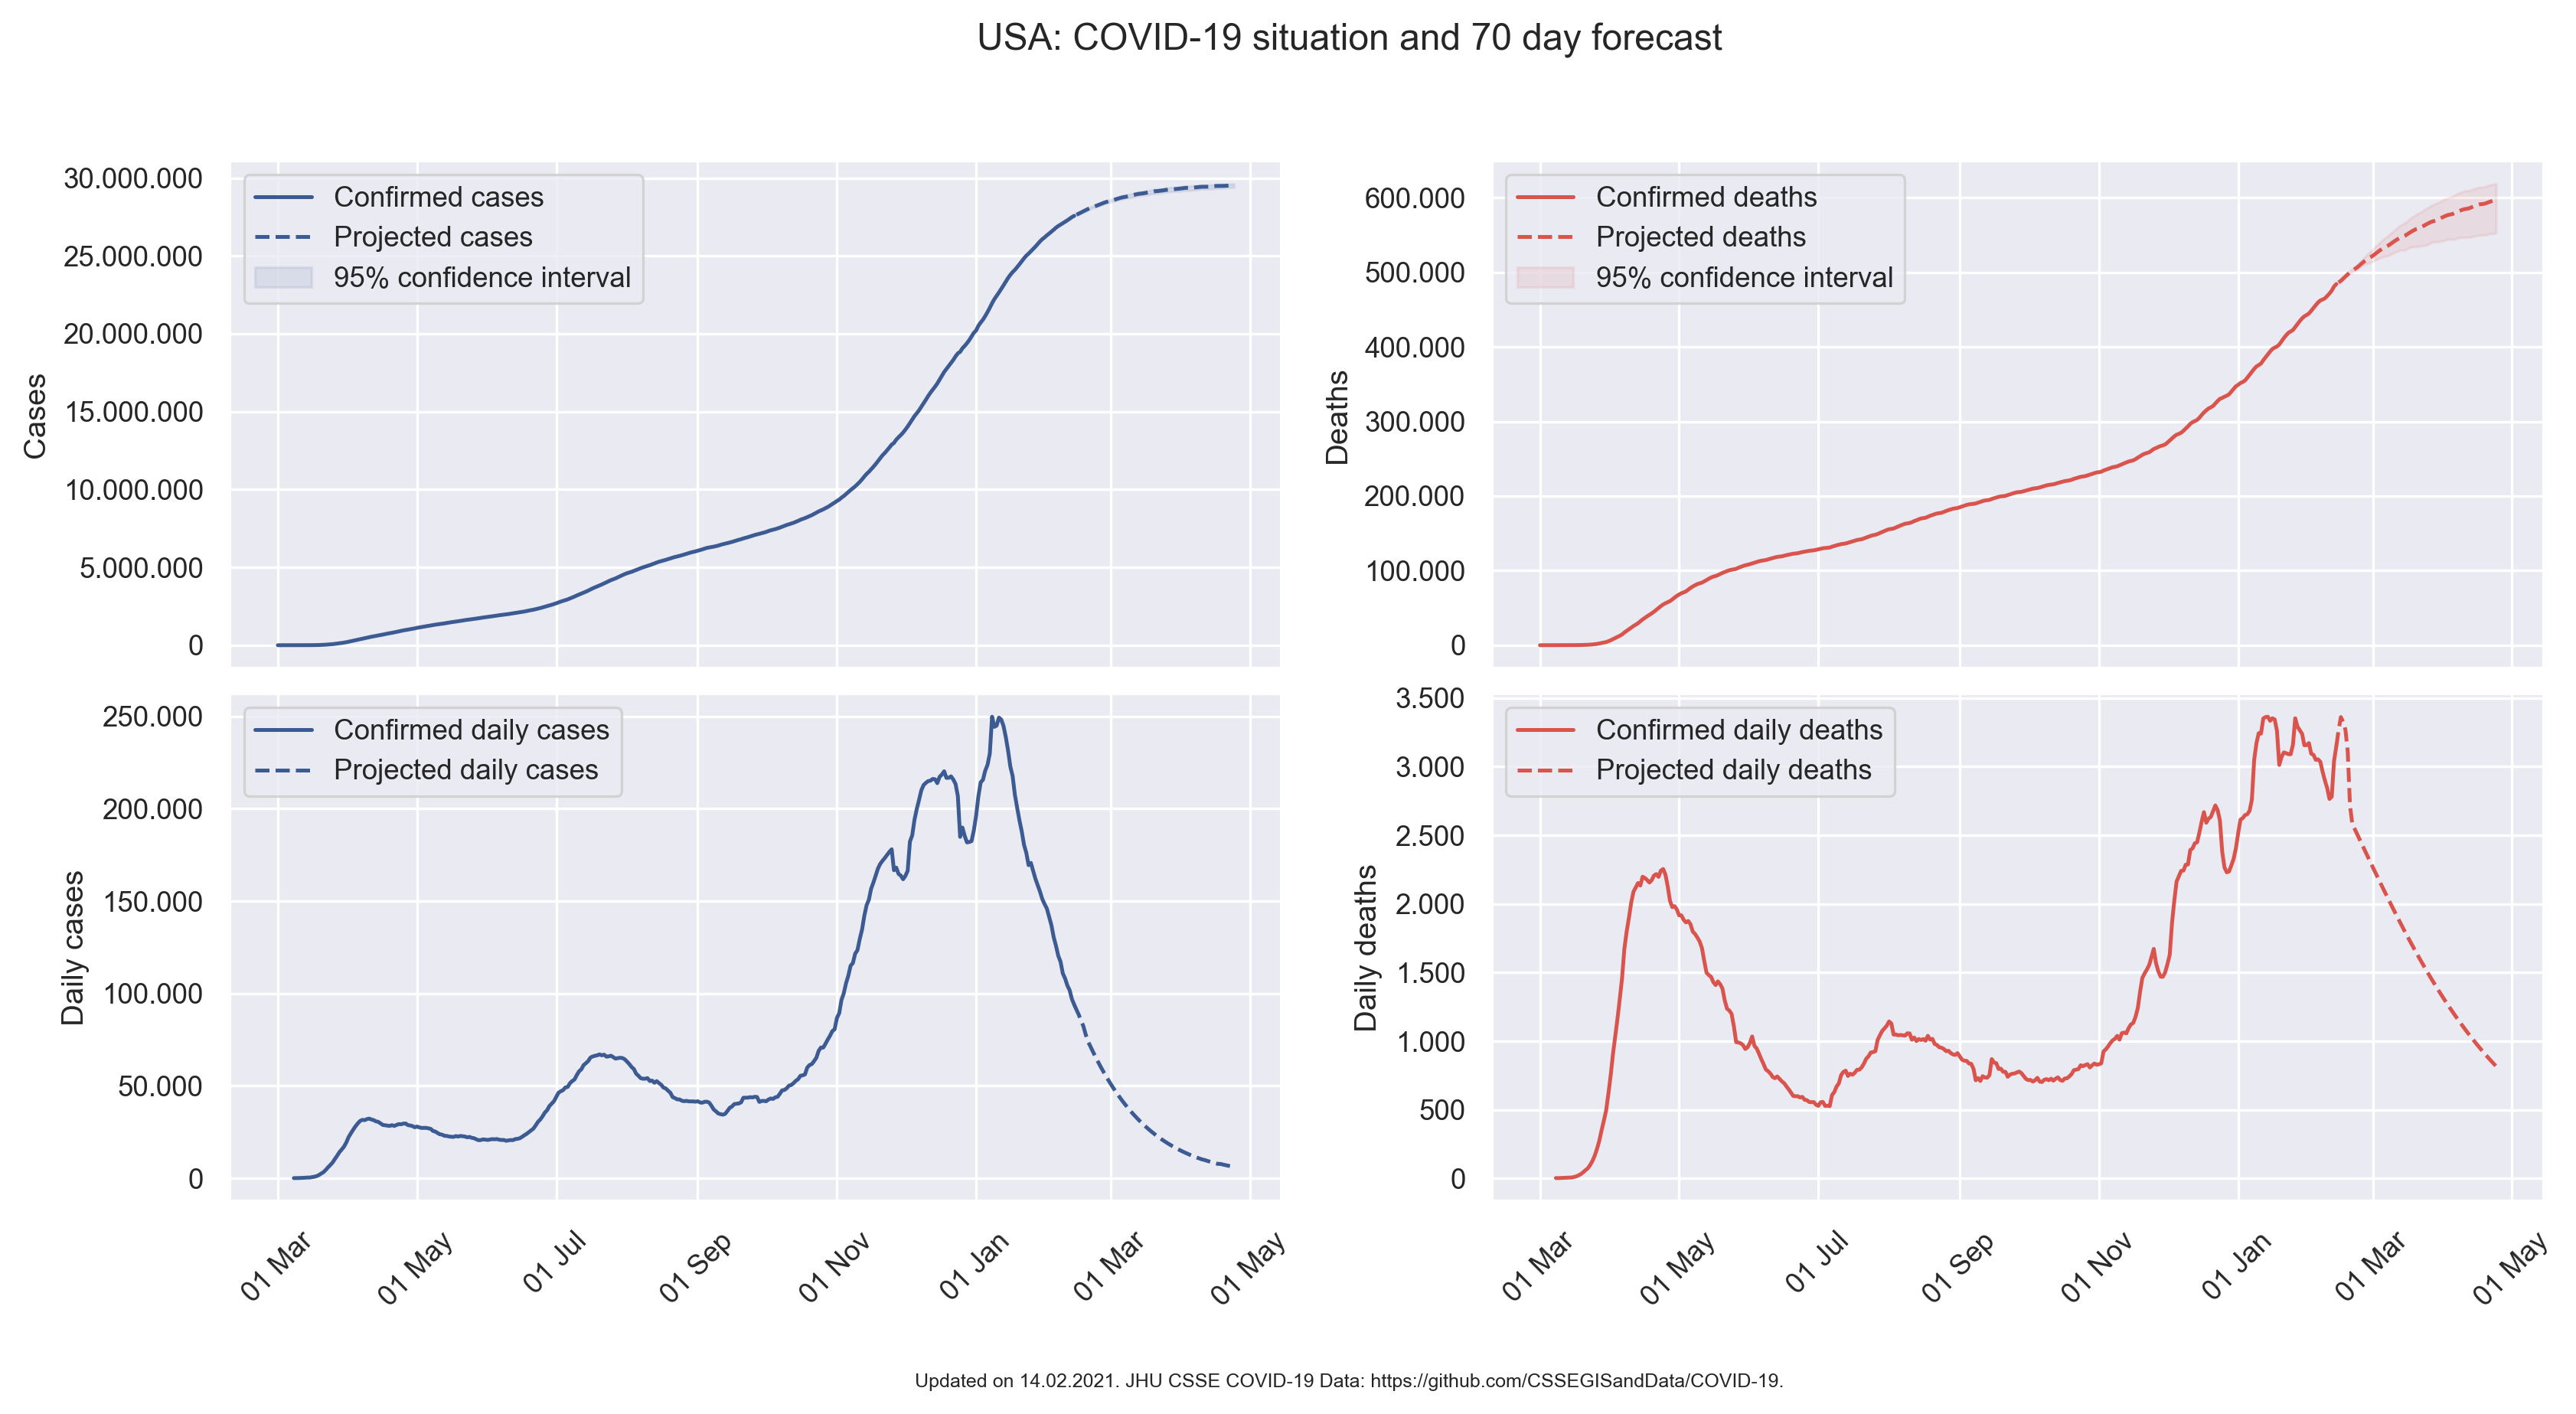 USA: COVID-19 situation and 70 day forecast
Cases
30.000.000
25.000.000
20.000.000
15.000.000
10.000.000
5.000.000
0
Confirmed cases
Projected cases
95% confidence interval
Deaths
600.000
500.000
400.000
300.000
200.000
100.000
0
Confirmed deaths
Projected deaths
95% confidence interval
Daily cases
250.000
200.000
150.000
100.000
50.000
0
Confirmed daily cases
Projected daily cases
01 Mar
01 May
01 Jul
01 Sep
01 Nov
01 Jan
01 Mar
01 May
Daily deaths
3.500
3.000
2.500
2.000
1.500
1.000
500
0
Confirmed daily deaths
Projected daily deaths
01 Mar
01 May
01 Jul
01 Sep
01 Nov
01 Jan
01 Mar
01 May
Updated on 14.02.2021. JHU CSSE COVID-19 Data: https://github.com/CSSEGISandData/COVID-19.